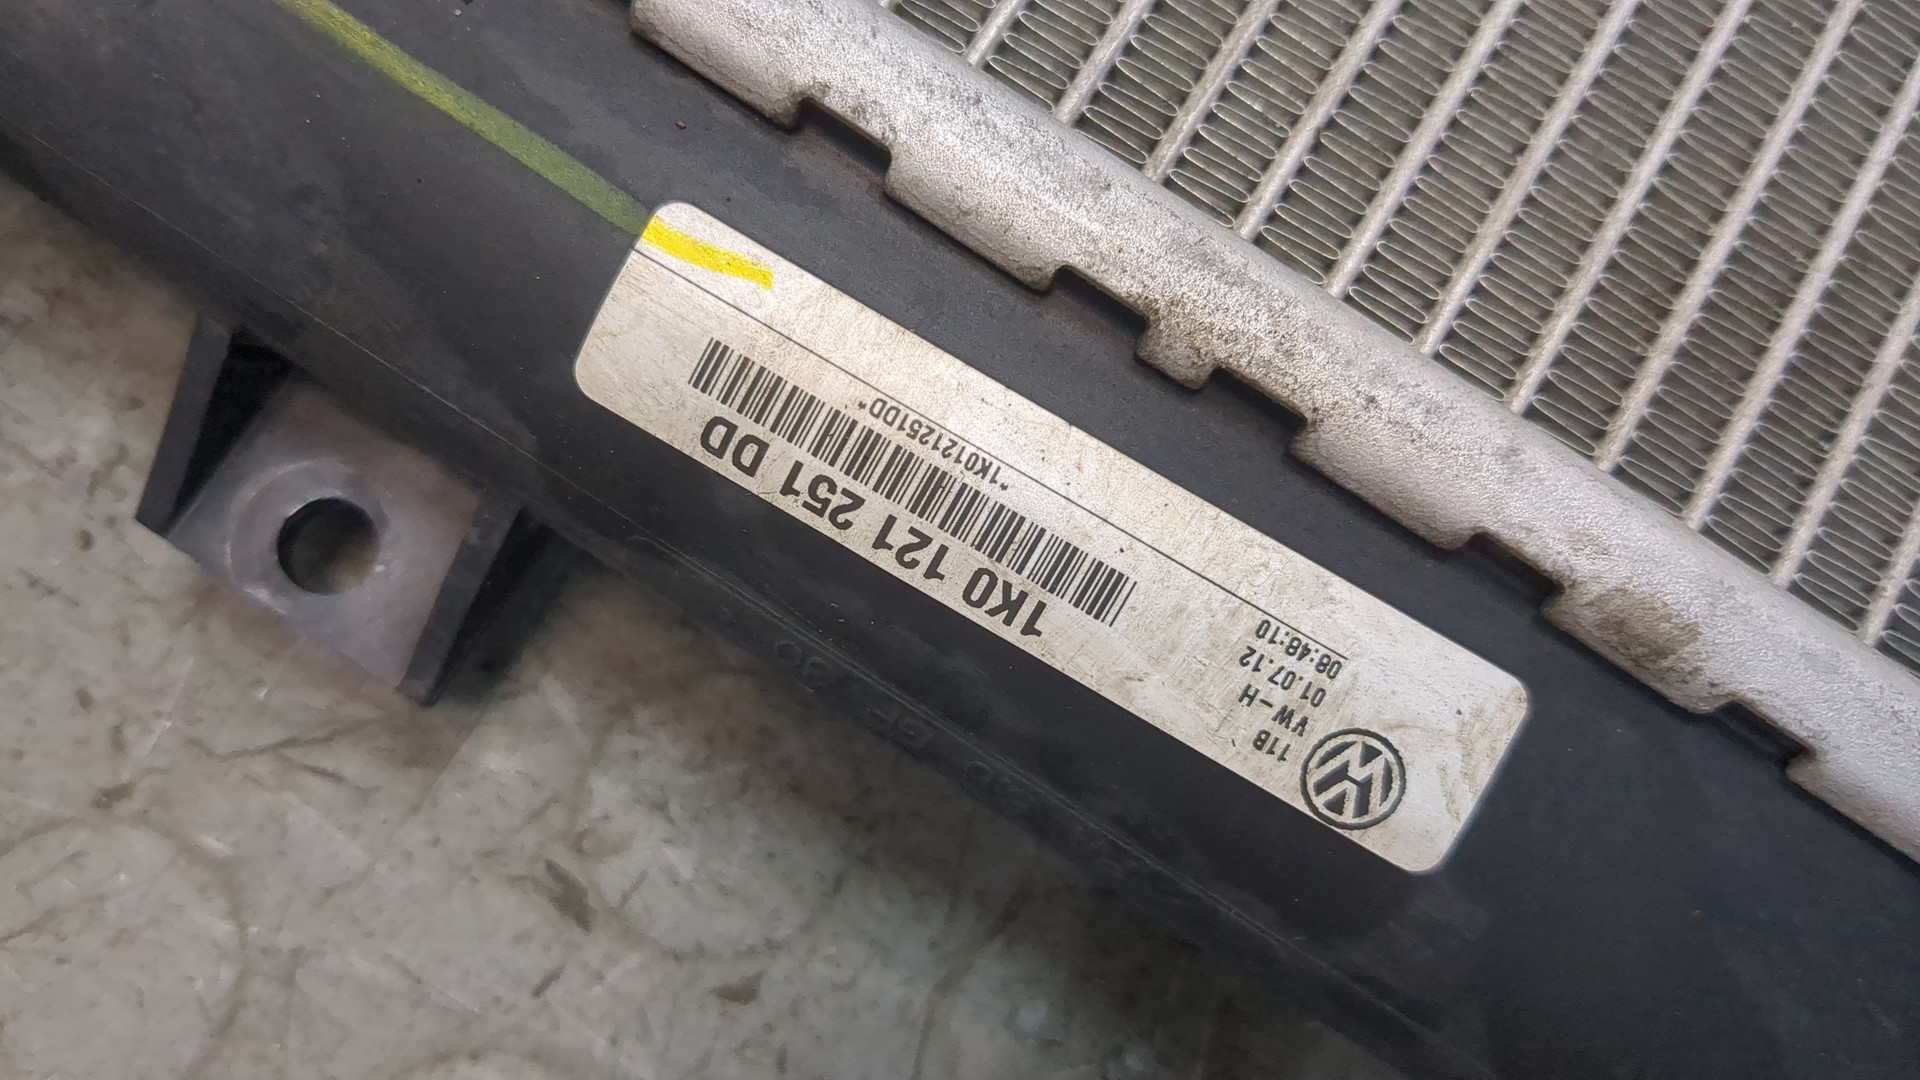 11B
VW-H
01.07.12
08:48:10
1K0 121 251 DD
*1K0121251DD*